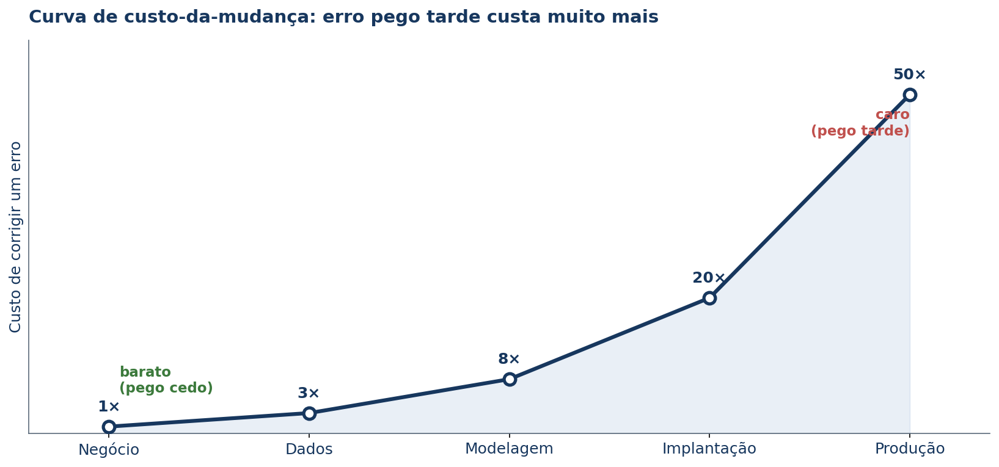 Curva de custo-da-mudança: erro pego tarde custa muito mais
Custo de corrigir um erro
50×
caro
(pego tarde)
20×
8×
barato
(pego cedo)
3×
1×
Negócio
Dados
Modelagem
Implantação
Produção